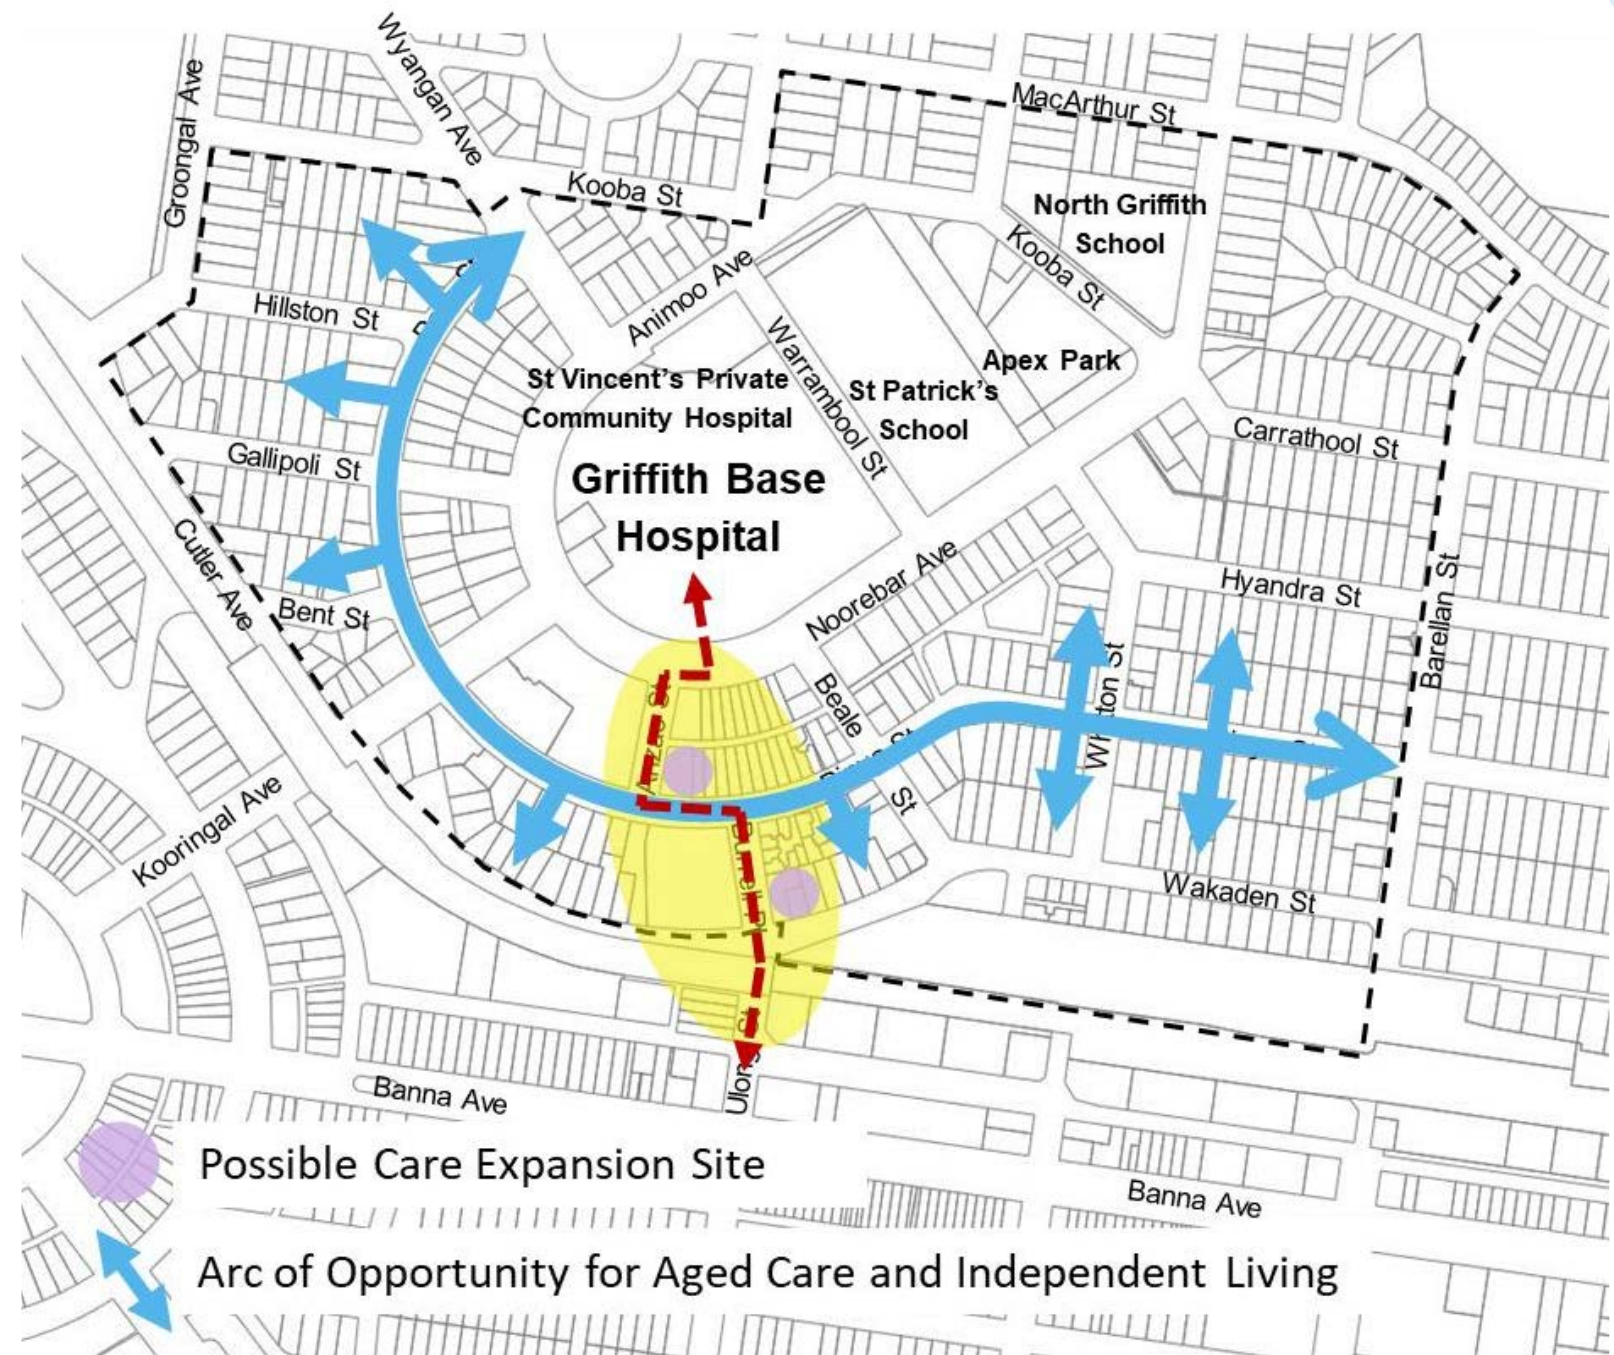 Wyangan Ave
Groongal Ave
MacArthur St
Kooba St
North Griffith
School
Kooba St
Animoo Ave
Hillston St
Warrambool St
Apex Park
St Vincent's Private
Community Hospital
St Patrick's
School
Carrathool St
Gallipoli St
Griffith Base
Hospital
Cutler Ave
Noorebar Ave
Hyandra St
Barellan St
Bent St
Beale
St
Anzac St
St
Kooringal Ave
Wakaden St
Banna Ave
Banna Ave
Possible Care Expansion Site
Arc of Opportunity for Aged Care and Independent Living